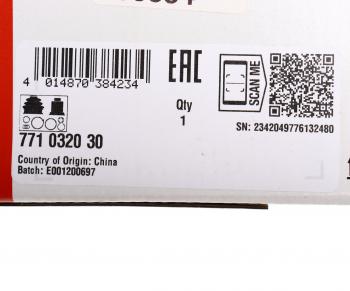 4 014870 384234
EAC
Qty
1
SCAN ME
SN: 2342049776132480
771 0320 30
Country of Origin: China
Batch: E001200697